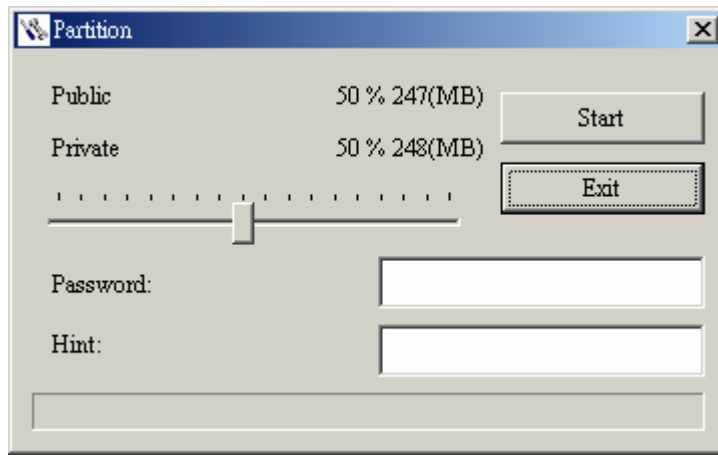 Partition
Public 50 % 247(MB)
Start
Private 50 % 248(MB)
Exit
Password:
Hint: